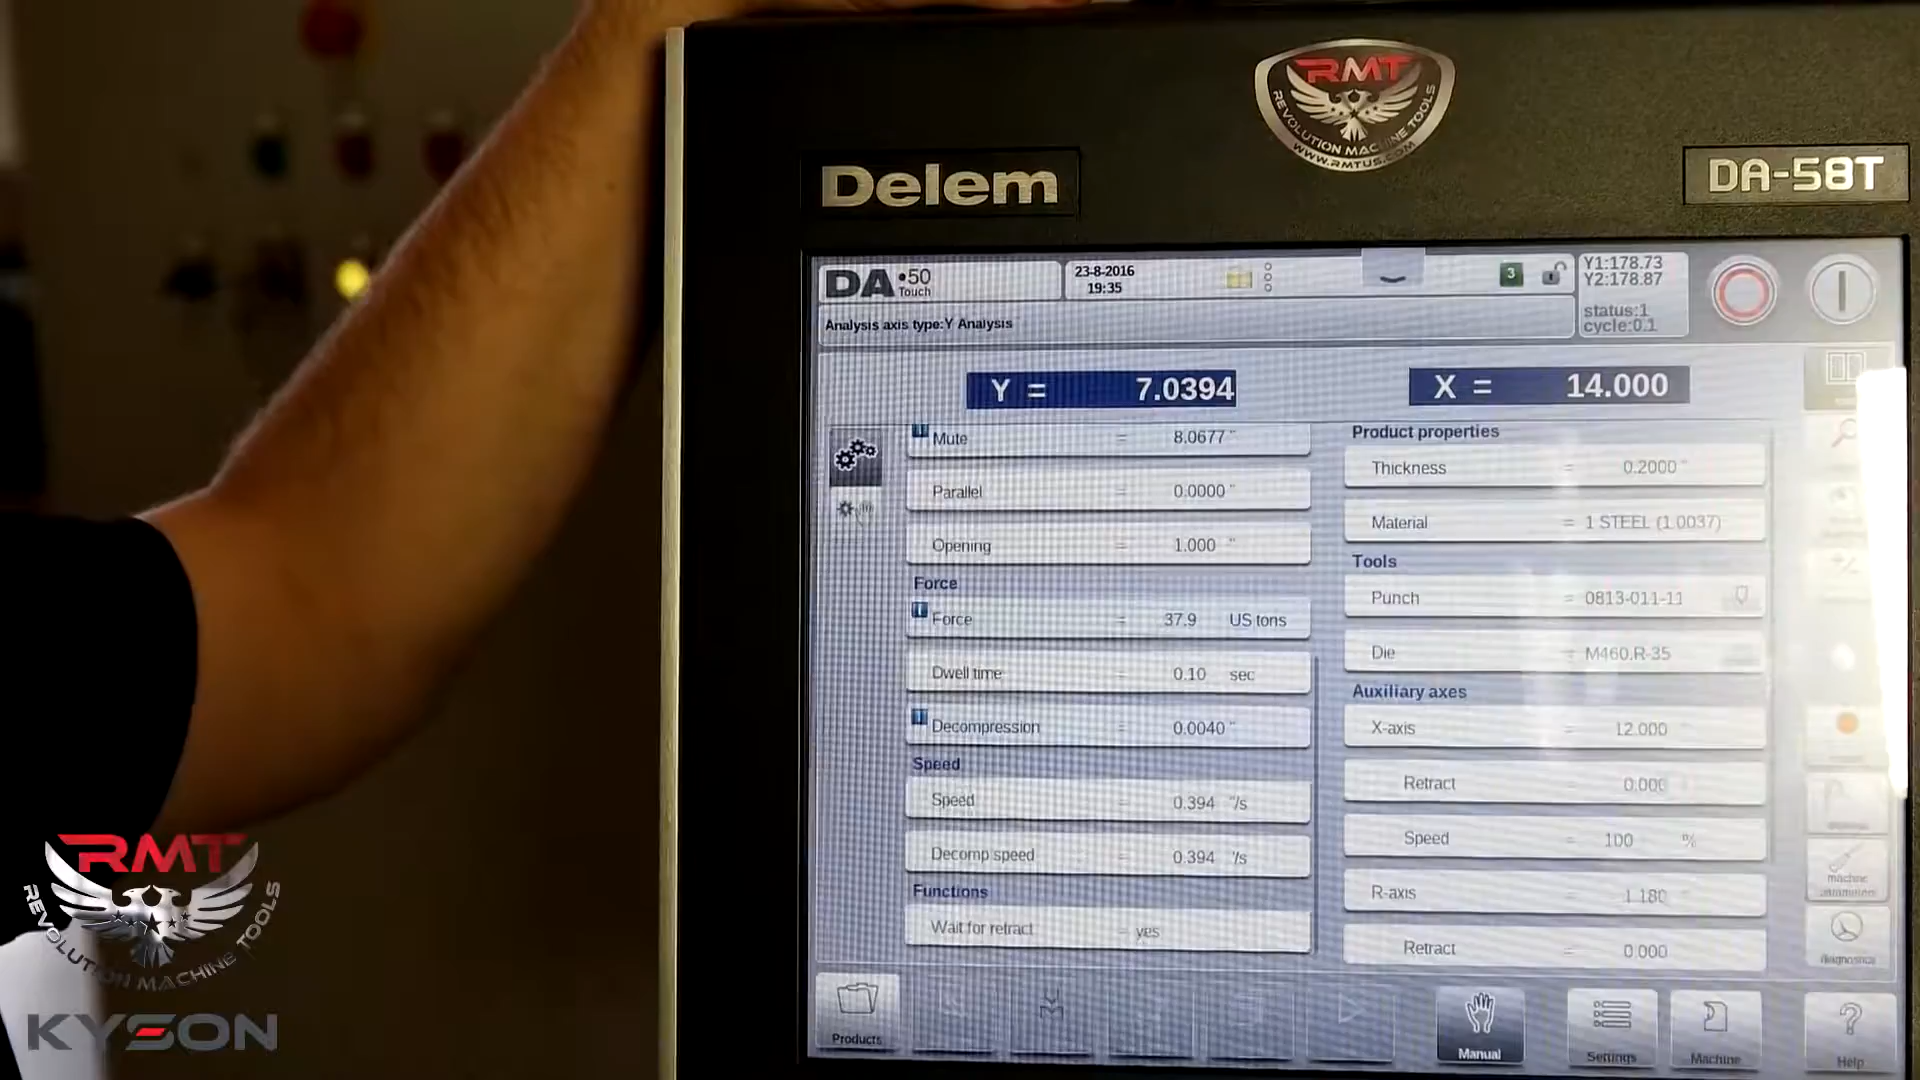 RMT
REVOLUTION MACHINE TOOLS
WWW.RMTUS.COM
Delem
DA-58T
DA•50
Touch
23-8-2016
19:35
3
Y1:178.73
Y2:178.87
status:1
cycle:0.1
Analysis axis type:Y Analysis
Y = 7.0394
X = 14.000
Mute = 8.0677 "
Parallel = 0.0000 "
Opening = 1.000 "
Force
Force = 37.9 US tons
Dwell time = 0.10 sec
Decompression = 0.0040 "
Speed
Speed = 0.394 "/s
Decomp speed = 0.394 "/s
Functions
Wait for retract = yes
Product properties
Thickness = 0.2000 "
Material = 1 STEEL (1.0037)
Tools
Punch = 0813-011-11
Die = M460.R-35
Auxiliary axes
X-axis = 12.000
Retract = 0.000
Speed = 100 %
R-axis = 1.180
Retract = 0.000
machine
diagnostics
Products
Manual
Settings
Machine
Help
RMT
REVOLUTION MACHINE TOOLS
KYSON